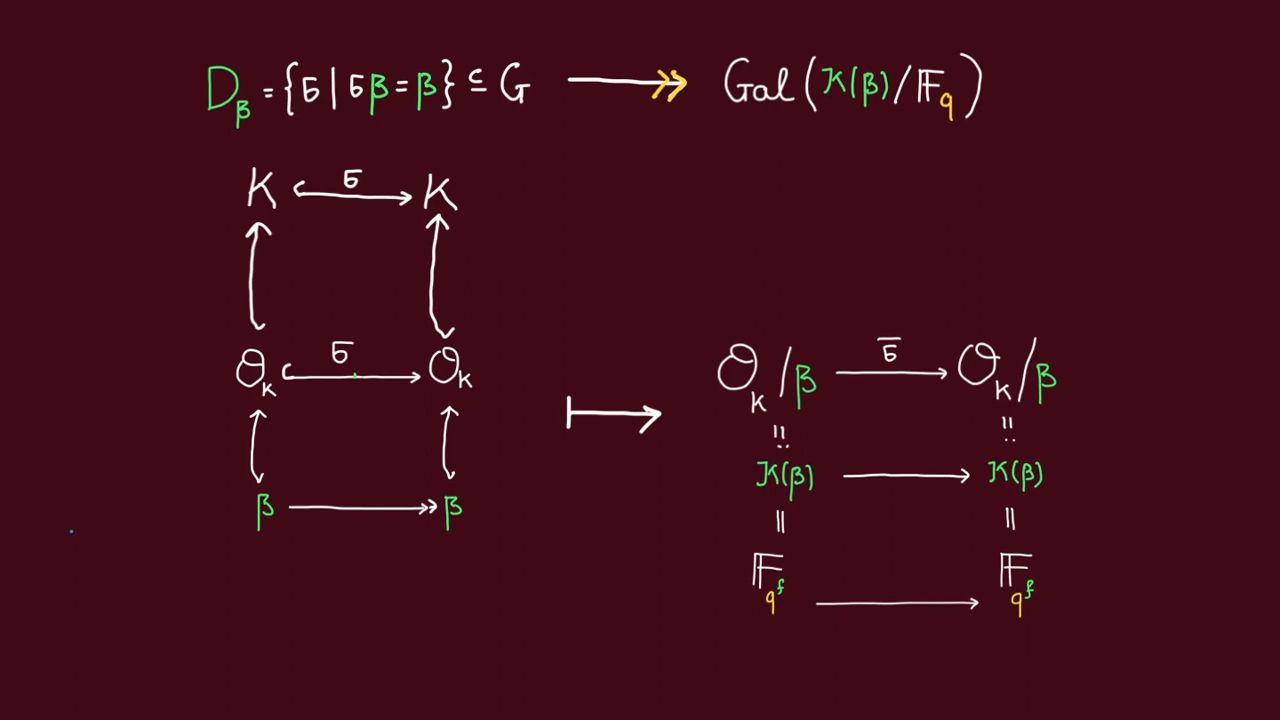 D_β = {σ | σβ = β} ⊆ G ⟶» Gal(κ(β)/𝔽_q)
K σ K
𝒪_K σ 𝒪_K 𝒪_K/β σ̄ 𝒪_K/β
κ(β) κ(β)
β β
𝔽_{q^f} 𝔽_{q^f}